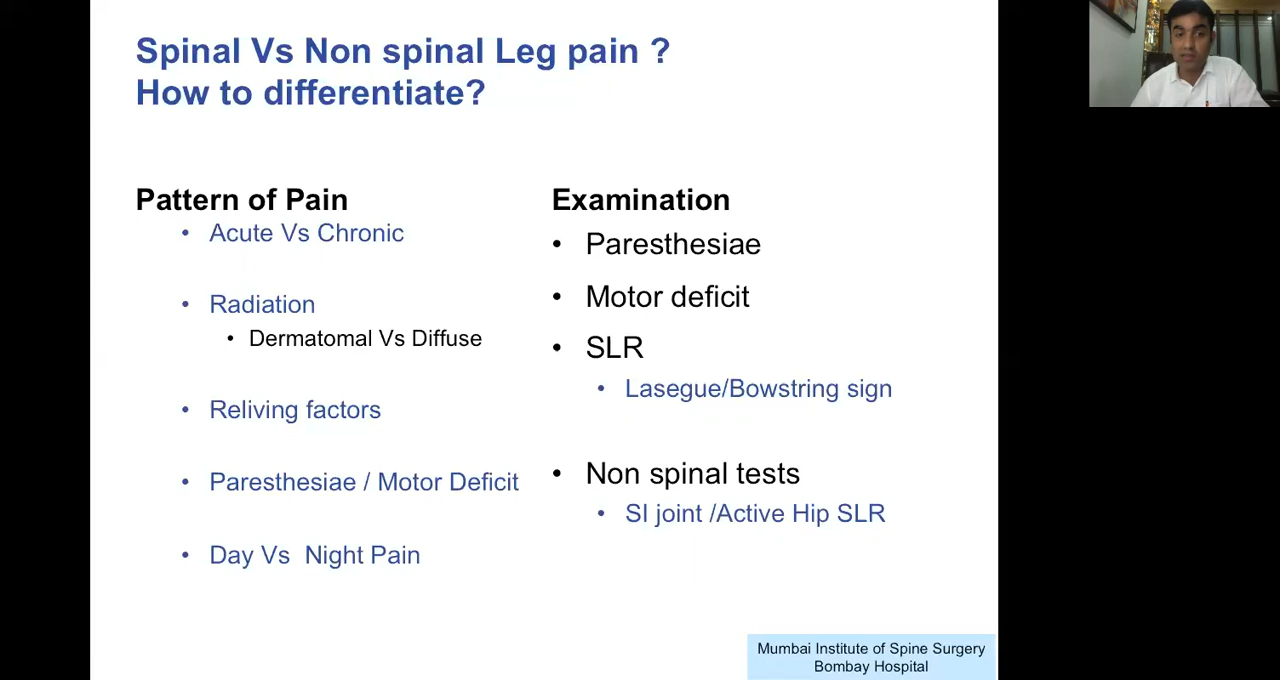 Spinal Vs Non spinal Leg pain ?
How to differentiate?
Pattern of Pain
• Acute Vs Chronic
• Radiation
• Dermatomal Vs Diffuse
• Reliving factors
• Paresthesiae / Motor Deficit
• Day Vs Night Pain
Examination
• Paresthesiae
• Motor deficit
• SLR
• Lasegue/Bowstring sign
• Non spinal tests
• SI joint /Active Hip SLR
Mumbai Institute of Spine Surgery
Bombay Hospital